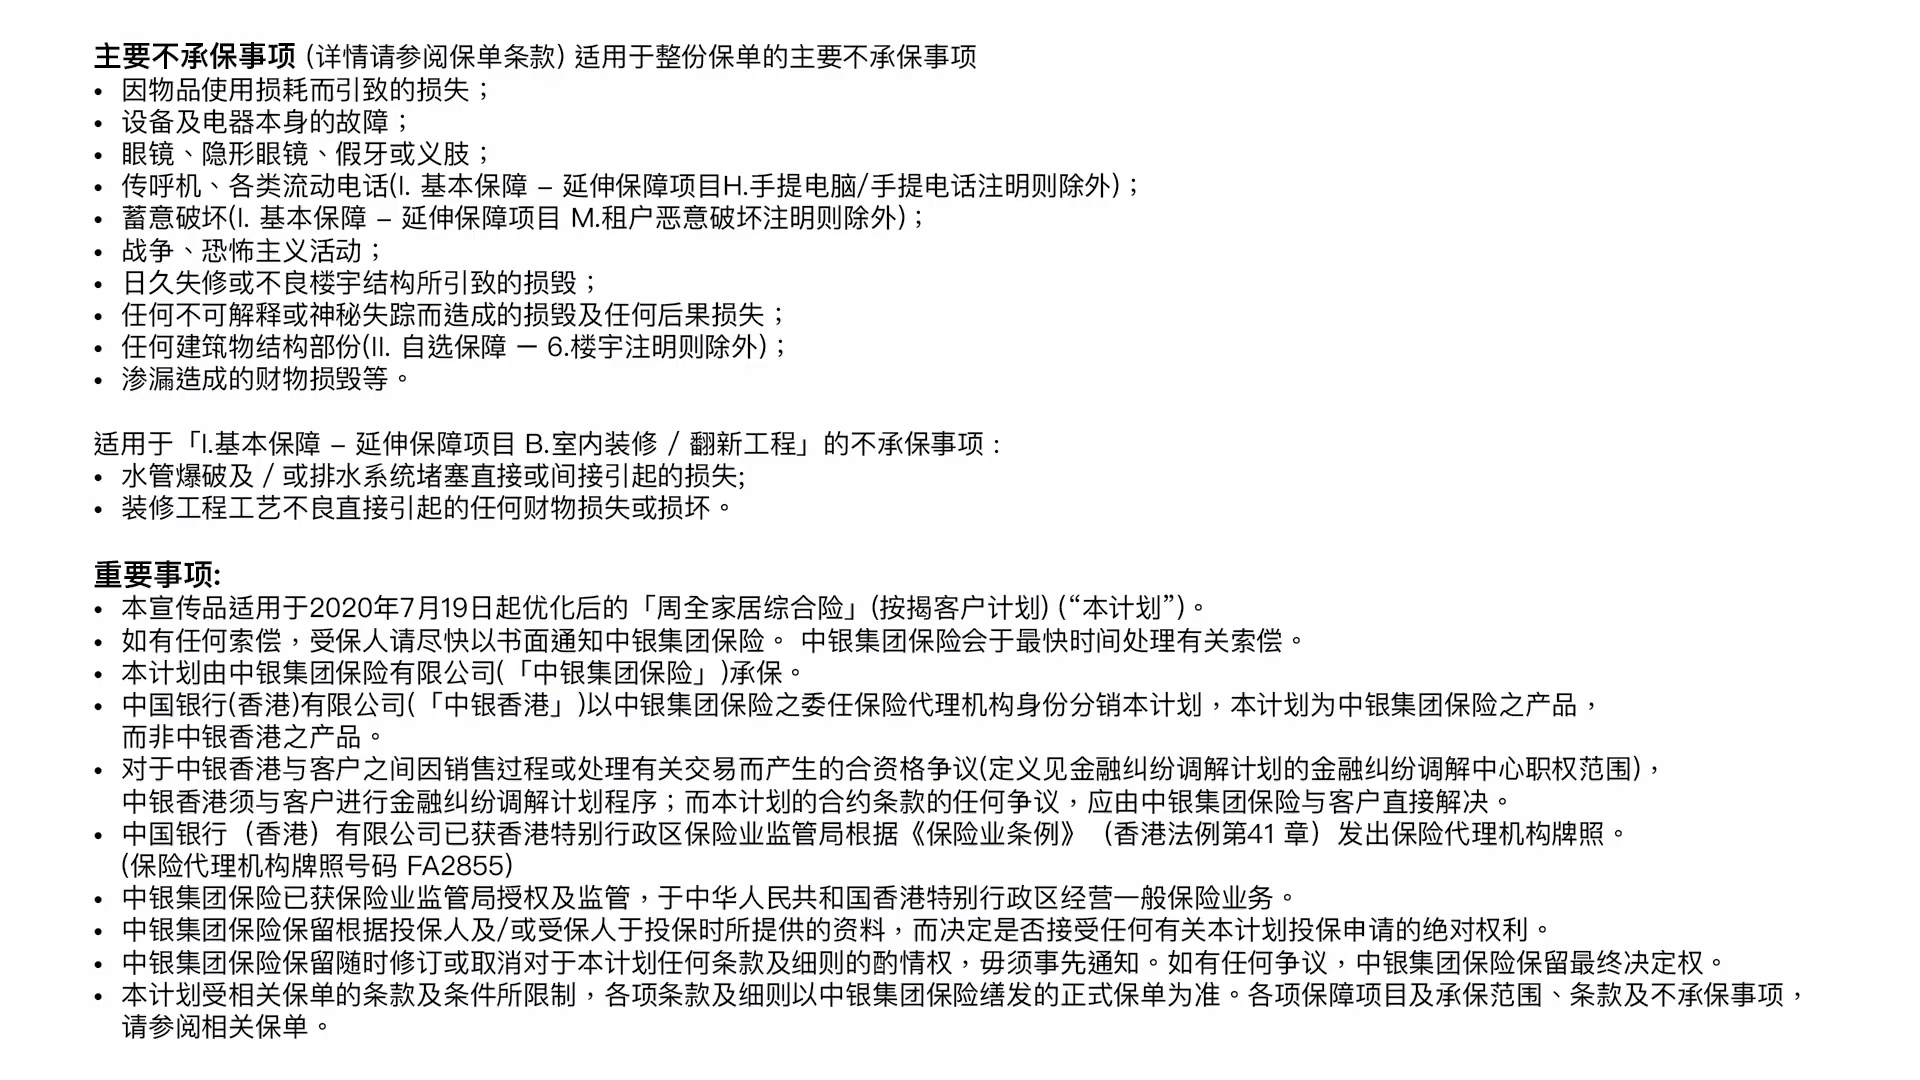 主要不承保事项 (详情请参阅保单条款) 适用于整份保单的主要不承保事项
• 因物品使用损耗而引致的损失；
• 设备及电器本身的故障；
• 眼镜、隐形眼镜、假牙或义肢；
• 传呼机、各类流动电话(I. 基本保障 – 延伸保障项目H.手提电脑/手提电话注明则除外)；
• 蓄意破坏(I. 基本保障 – 延伸保障项目 M.租户恶意破坏注明则除外)；
• 战争、恐怖主义活动；
• 日久失修或不良楼宇结构所引致的损毁；
• 任何不可解释或神秘失踪而造成的损毁及任何后果损失；
• 任何建筑物结构部份(II. 自选保障 — 6.楼宇注明则除外)；
• 渗漏造成的财物损毁等。
适用于「I.基本保障 – 延伸保障项目 B.室内装修 / 翻新工程」的不承保事项：
• 水管爆破及 / 或排水系统堵塞直接或间接引起的损失;
• 装修工程工艺不良直接引起的任何财物损失或损坏。
重要事项:
• 本宣传品适用于2020年7月19日起优化后的「周全家居综合险」(按揭客户计划) (“本计划”)。
• 如有任何索偿，受保人请尽快以书面通知中银集团保险。 中银集团保险会于最快时间处理有关索偿。
• 本计划由中银集团保险有限公司(「中银集团保险」)承保。
• 中国银行(香港)有限公司(「中银香港」)以中银集团保险之委任保险代理机构身份分销本计划，本计划为中银集团保险之产品，
而非中银香港之产品。
• 对于中银香港与客户之间因销售过程或处理有关交易而产生的合资格争议(定义见金融纠纷调解计划的金融纠纷调解中心职权范围)，
中银香港须与客户进行金融纠纷调解计划程序；而本计划的合约条款的任何争议，应由中银集团保险与客户直接解决。
• 中国银行（香港）有限公司已获香港特别行政区保险业监管局根据《保险业条例》（香港法例第41 章）发出保险代理机构牌照。
(保险代理机构牌照号码 FA2855)
• 中银集团保险已获保险业监管局授权及监管，于中华人民共和国香港特别行政区经营一般保险业务。
• 中银集团保险保留根据投保人及/或受保人于投保时所提供的资料，而决定是否接受任何有关本计划投保申请的绝对权利。
• 中银集团保险保留随时修订或取消对于本计划任何条款及细则的酌情权，毋须事先通知。如有任何争议，中银集团保险保留最终决定权。
• 本计划受相关保单的条款及条件所限制，各项条款及细则以中银集团保险缮发的正式保单为准。各项保障项目及承保范围、条款及不承保事项，
请参阅相关保单。